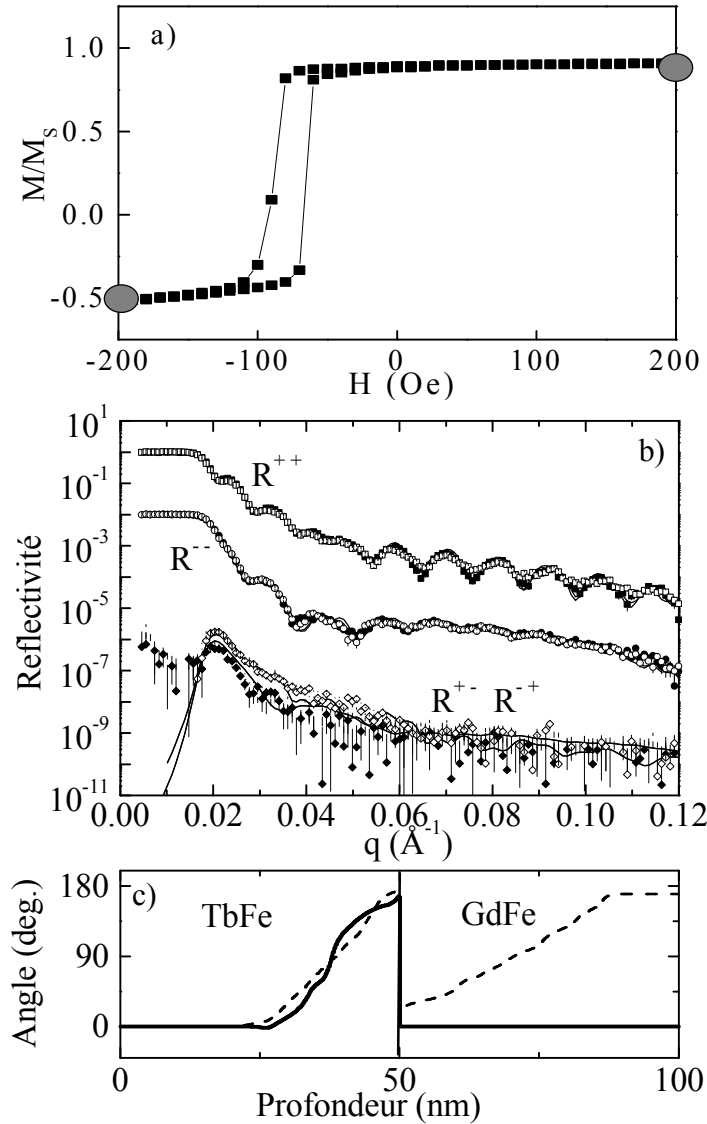 a)
1.0
0.5
0.0
-0.5
M/M_S
-200 -100 0 100 200
H (Oe)
b)
10^1
10^-1
10^-3
10^-5
10^-7
10^-9
10^-11
Reflectivité
R^++
R^--
R^+- R^-+
0.00 0.02 0.04 0.06 0.08 0.10 0.12
q (Å^-1)
c)
180
90
0
Angle (deg.)
TbFe GdFe
0 50 100
Profondeur (nm)